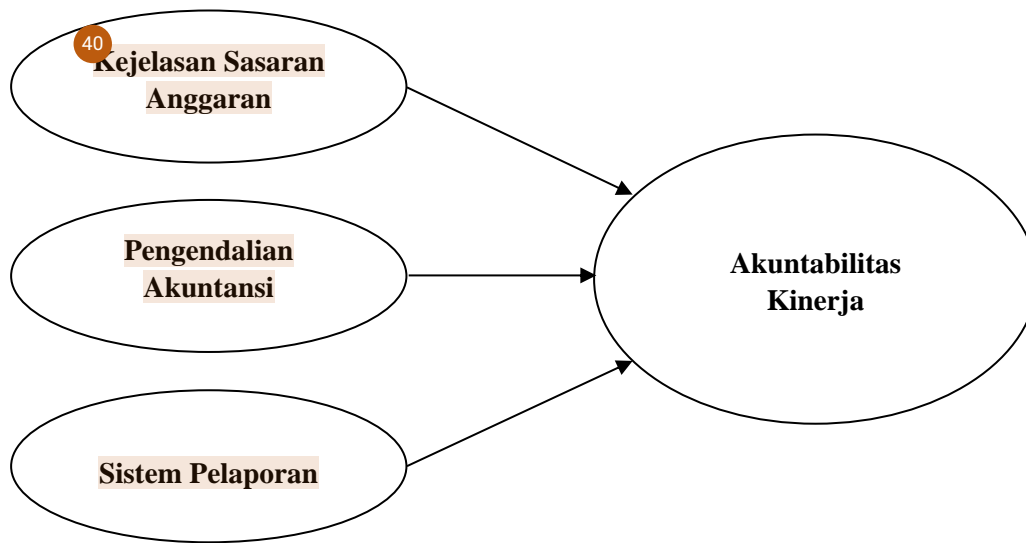 40
Kejelasan Sasaran
Anggaran
Pengendalian
Akuntansi
Akuntabilitas
Kinerja
Sistem Pelaporan